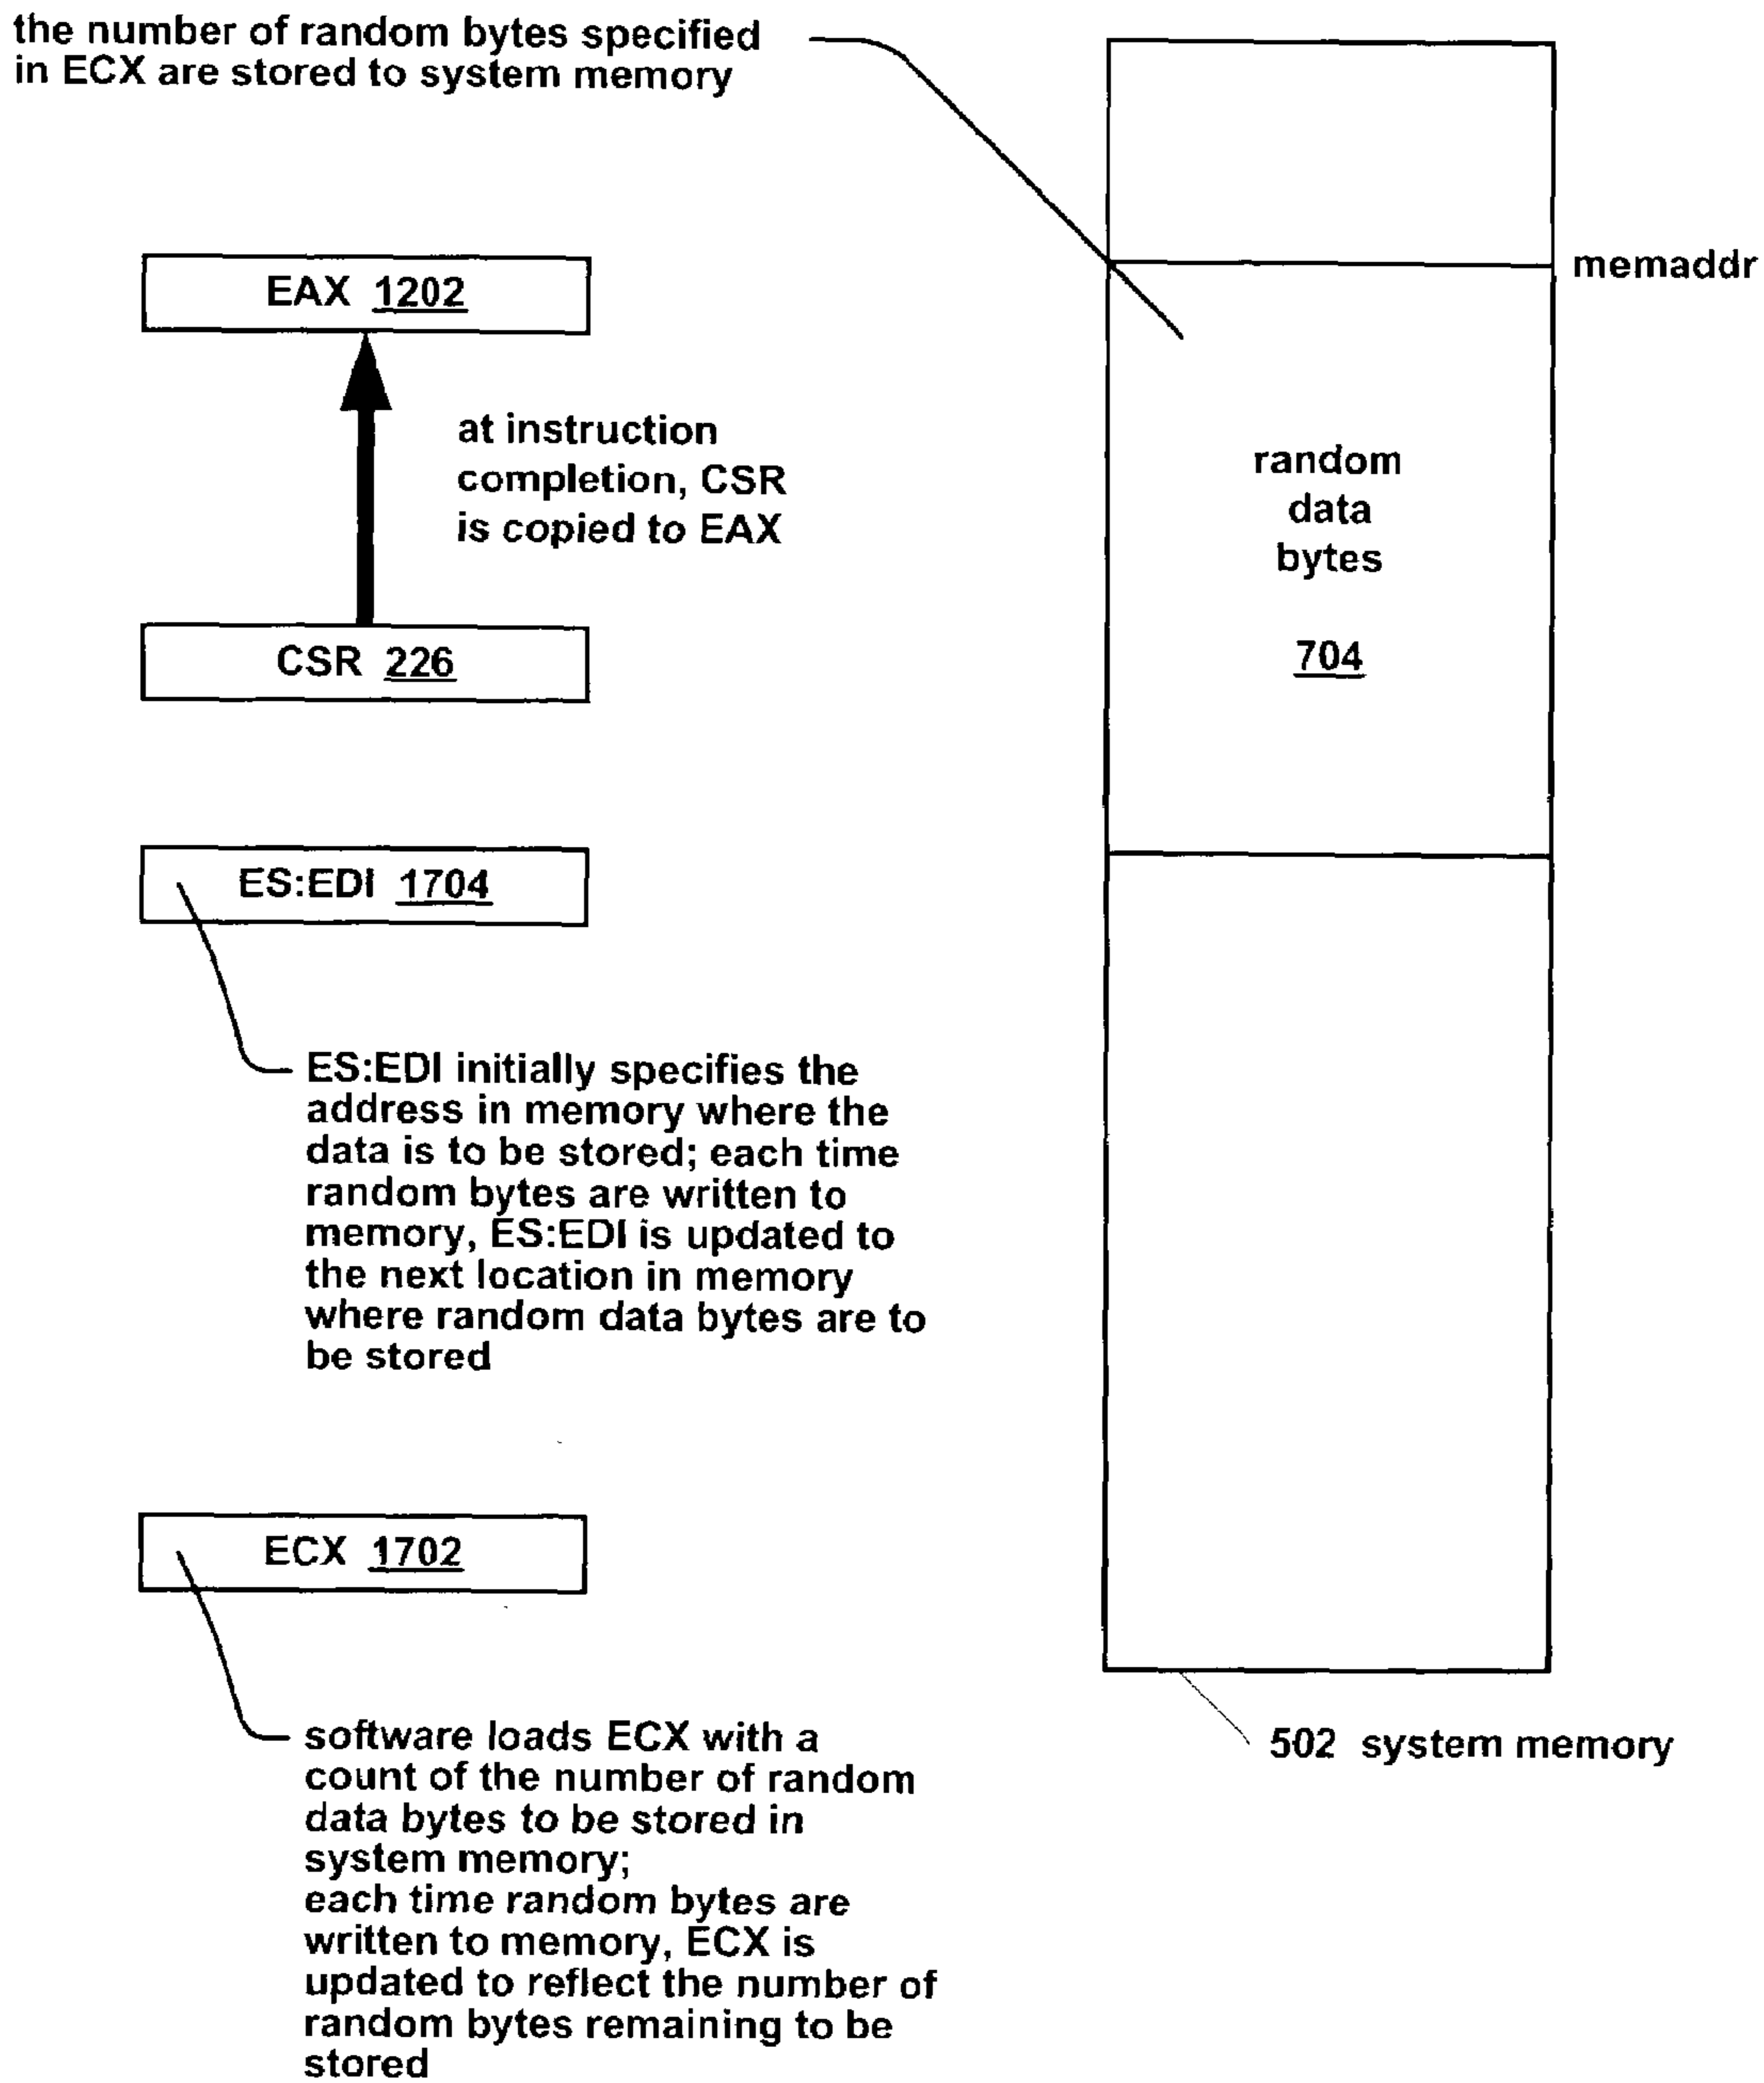 the number of random bytes specified
in ECX are stored to system memory
memaddr
EAX 1202
at instruction
completion, CSR
is copied to EAX
random
data
bytes
704
CSR 226
ES:EDI 1704
ES:EDI initially specifies the
address in memory where the
data is to be stored; each time
random bytes are written to
memory, ES:EDI is updated to
the next location in memory
where random data bytes are to
be stored
ECX 1702
502 system memory
software loads ECX with a
count of the number of random
data bytes to be stored in
system memory;
each time random bytes are
written to memory, ECX is
updated to reflect the number of
random bytes remaining to be
stored